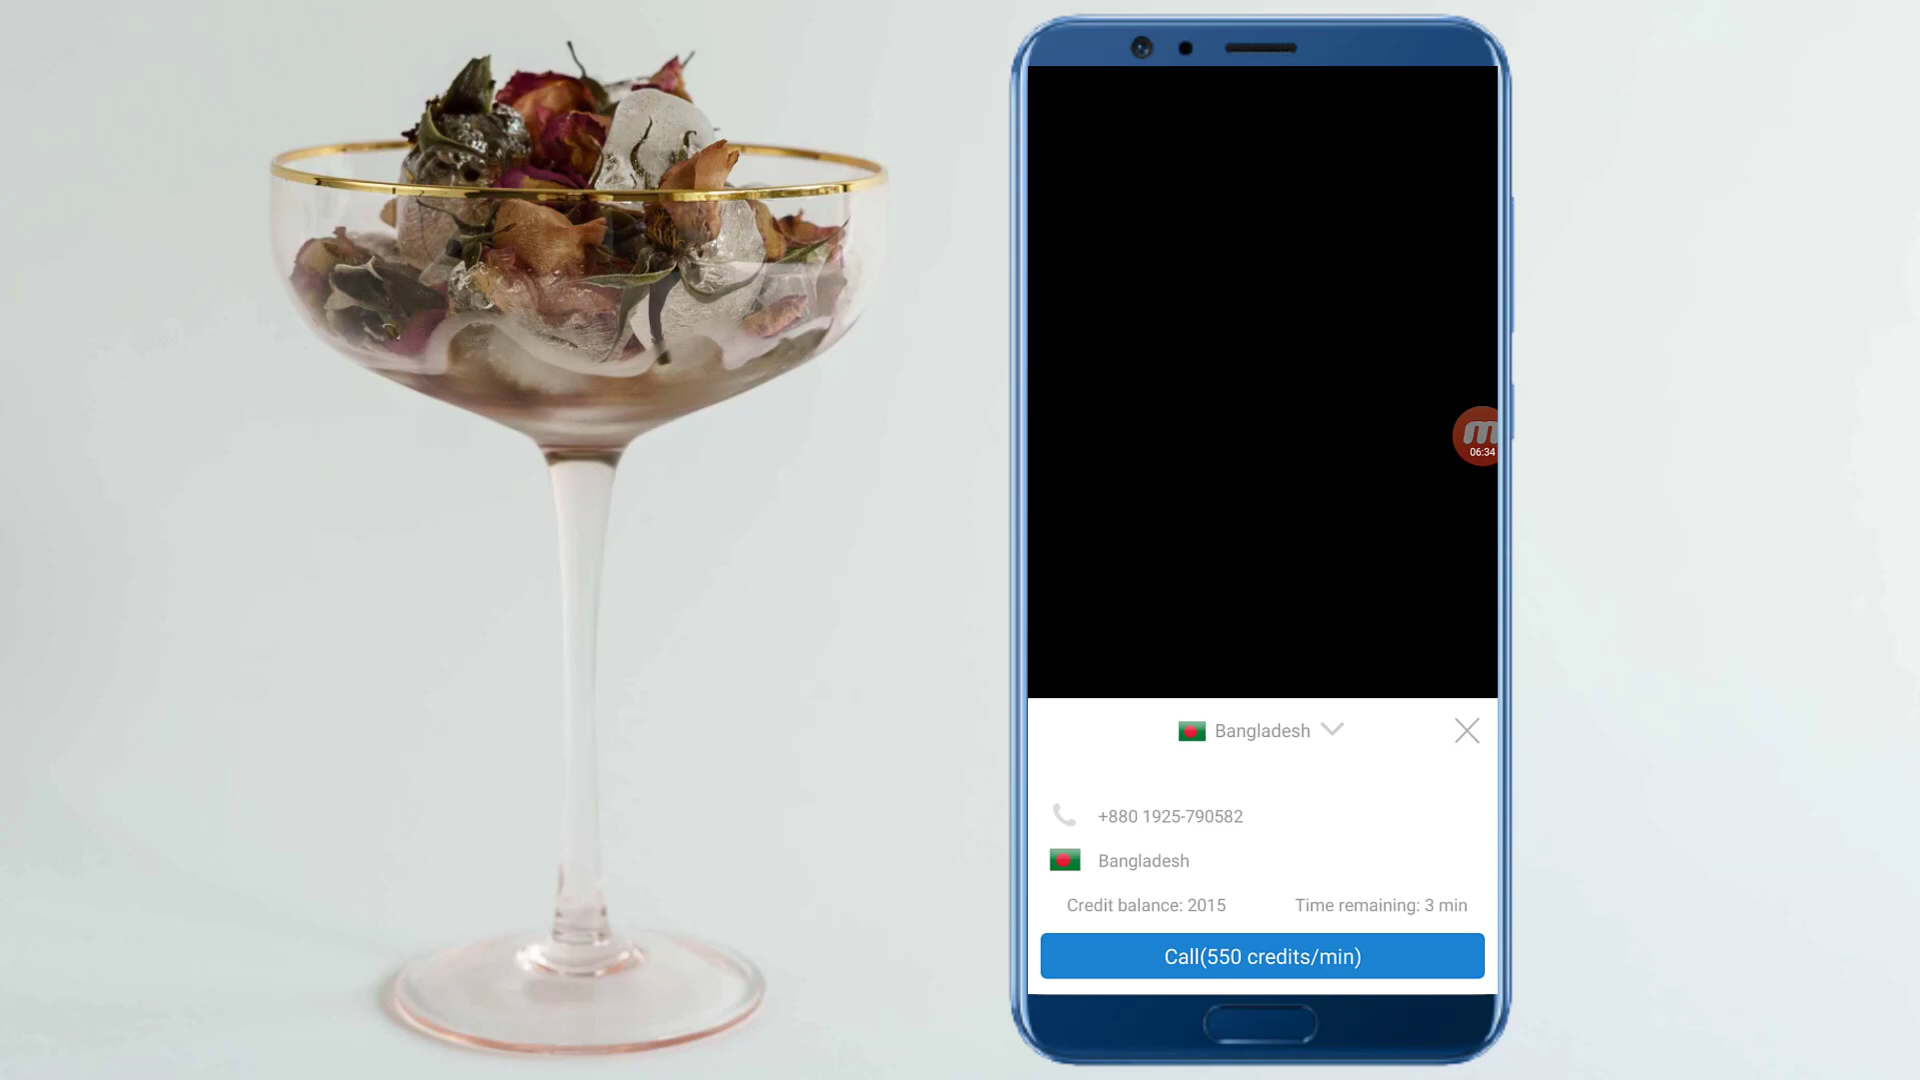 m
06:34
Bangladesh
+880 1925-790582
Bangladesh
Credit balance: 2015 Time remaining: 3 min
Call(550 credits/min)